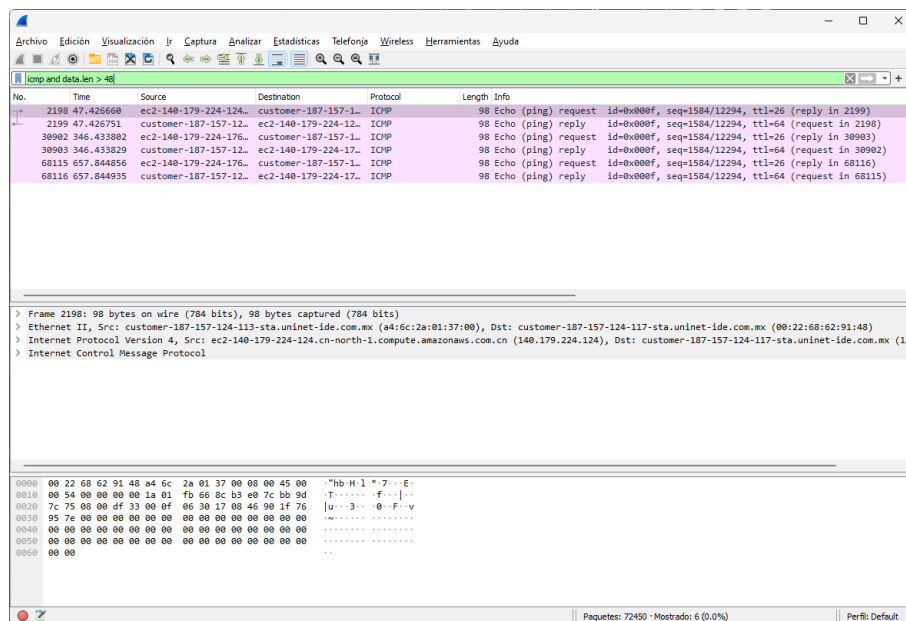 Archivo Edición Visualización Ir Captura Analizar Estadísticas Telefonía Wireless Herramientas Ayuda
icmp and data.len > 48
No. Time Source Destination Protocol Length Info
2198 47.426660 ec2-140-179-224-124… customer-187-157-1… ICMP 98 Echo (ping) request id=0x000f, seq=1584/12294, ttl=26 (reply in 2199)
2199 47.426751 customer-187-157-12… ec2-140-179-224-12… ICMP 98 Echo (ping) reply id=0x000f, seq=1584/12294, ttl=64 (request in 2198)
30902 346.433802 ec2-140-179-224-176… customer-187-157-1… ICMP 98 Echo (ping) request id=0x000f, seq=1584/12294, ttl=26 (reply in 30903)
30903 346.433829 customer-187-157-12… ec2-140-179-224-17… ICMP 98 Echo (ping) reply id=0x000f, seq=1584/12294, ttl=64 (request in 30902)
68115 657.844856 ec2-140-179-224-176… customer-187-157-1… ICMP 98 Echo (ping) request id=0x000f, seq=1584/12294, ttl=26 (reply in 68116)
68116 657.844935 customer-187-157-12… ec2-140-179-224-17… ICMP 98 Echo (ping) reply id=0x000f, seq=1584/12294, ttl=64 (request in 68115)
> Frame 2198: 98 bytes on wire (784 bits), 98 bytes captured (784 bits)
> Ethernet II, Src: customer-187-157-124-113-sta.uninet-ide.com.mx (a4:6c:2a:01:37:00), Dst: customer-187-157-124-117-sta.uninet-ide.com.mx (00:22:68:62:91:48)
> Internet Protocol Version 4, Src: ec2-140-179-224-124.cn-north-1.compute.amazonaws.com.cn (140.179.224.124), Dst: customer-187-157-124-117-sta.uninet-ide.com.mx (1
> Internet Control Message Protocol
0000 00 22 68 62 91 48 a4 6c 2a 01 37 00 08 00 45 00 ·"hb·H·l *·7···E·
0010 00 54 00 00 00 00 1a 01 fb 66 8c b3 e0 7c bb 9d ·T······ ·f···|··
0020 7c 75 08 00 df 33 00 0f 06 30 17 08 46 90 1f 76 |u···3·· ·0··F··v
0030 95 7e 00 00 00 00 00 00 00 00 00 00 00 00 00 00 ·~······ ········
0040 00 00 00 00 00 00 00 00 00 00 00 00 00 00 00 00 ········ ········
0050 00 00 00 00 00 00 00 00 00 00 00 00 00 00 00 00 ········ ········
0060 00 00 ··
Paquetes: 72450 · Mostrado: 6 (0.0%) Perfil: Default